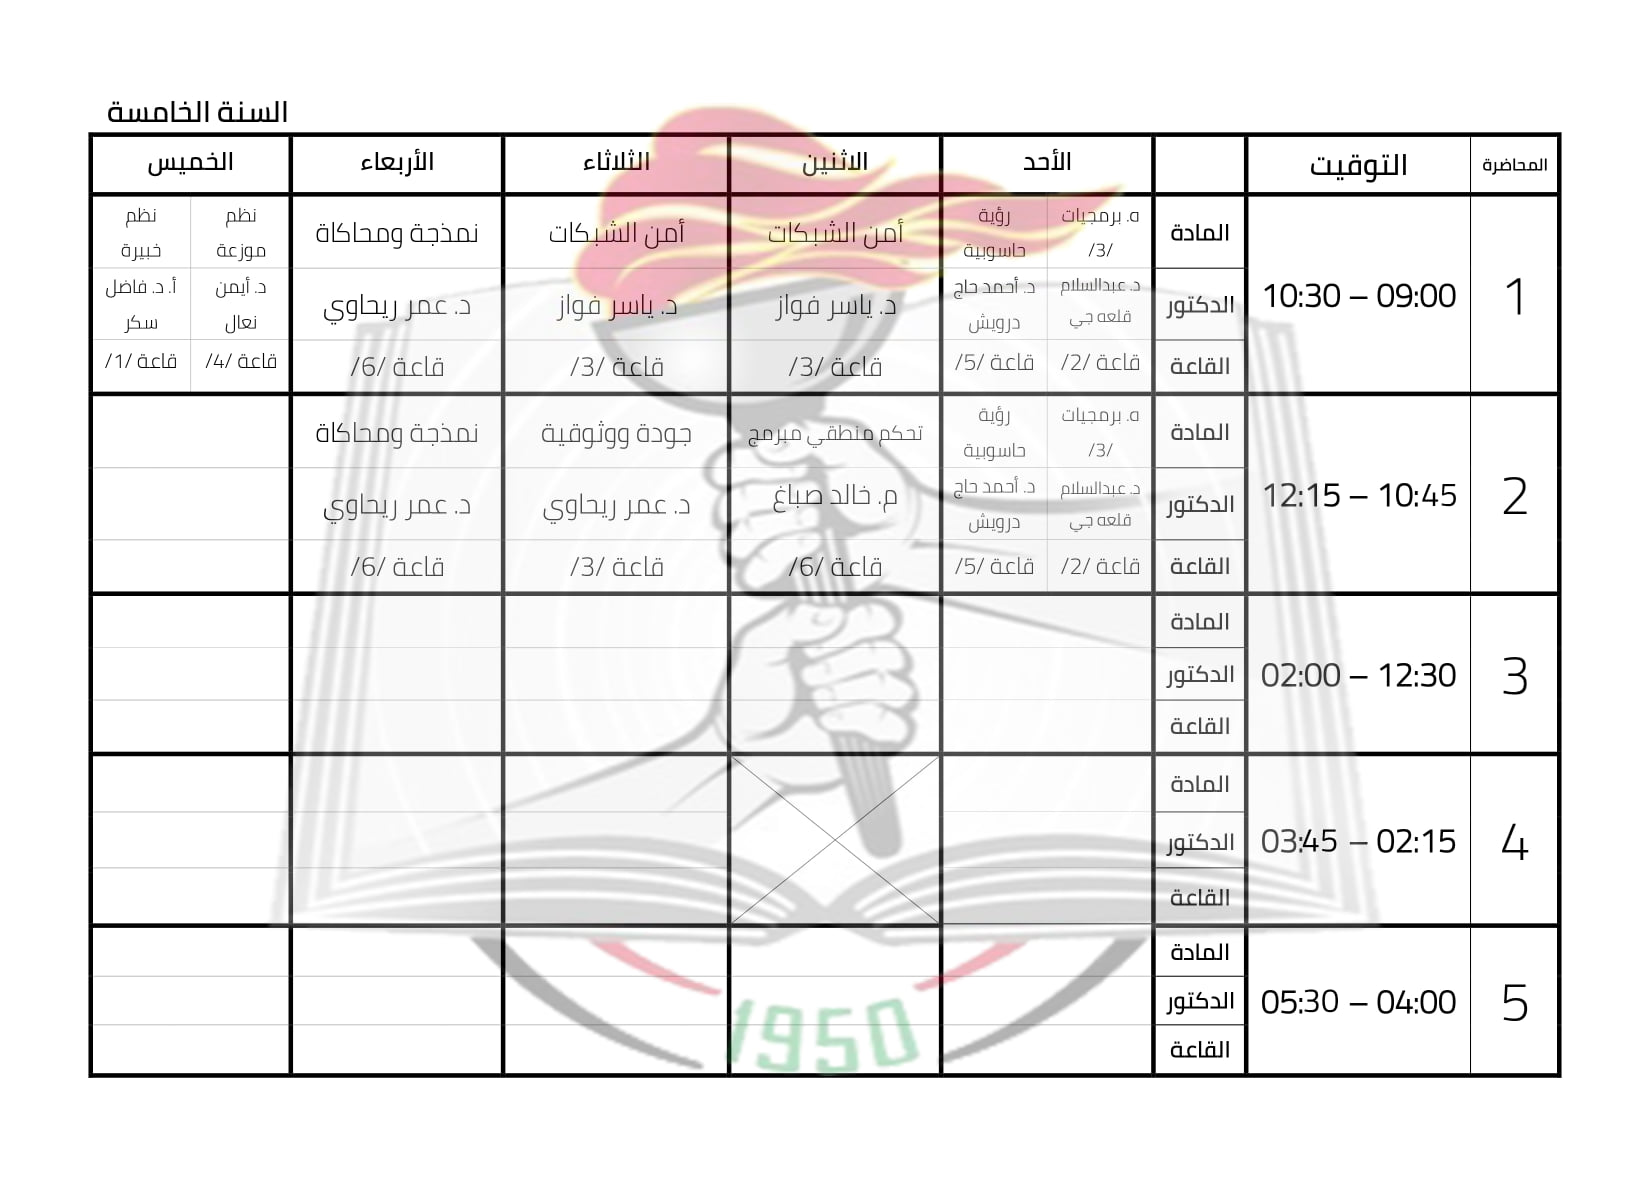 السنة الخامسة
المحاضرة التوقيت الأحد الاثنين الثلاثاء الأربعاء الخميس
1
09:00 – 10:30
المادة
ه. برمجيات
/3/
رؤية
حاسوبية
أمن الشبكات
أمن الشبكات
نمذجة ومحاكاة
نظم
موزعة
نظم
خبيرة
الدكتور
د. عبدالسلام
قلعه جي
د. أحمد حاج
درويش
د. ياسر فواز
د. ياسر فواز
د. عمر ريحاوي
د. أيمن
نعال
أ. د. فاضل
سكر
القاعة
قاعة /2/
قاعة /5/
قاعة /3/
قاعة /3/
قاعة /6/
قاعة /4/
قاعة /1/
2
10:45 – 12:15
المادة
ه. برمجيات
/3/
رؤية
حاسوبية
تحكم منطقي مبرمج
جودة ووثوقية
نمذجة ومحاكاة
الدكتور
د. عبدالسلام
قلعه جي
د. أحمد حاج
درويش
م. خالد صباغ
د. عمر ريحاوي
د. عمر ريحاوي
القاعة
قاعة /2/
قاعة /5/
قاعة /6/
قاعة /3/
قاعة /6/
3
12:30 – 02:00
المادة
الدكتور
القاعة
4
02:15 – 03:45
المادة
الدكتور
القاعة
5
04:00 – 05:30
المادة
الدكتور
القاعة
1950